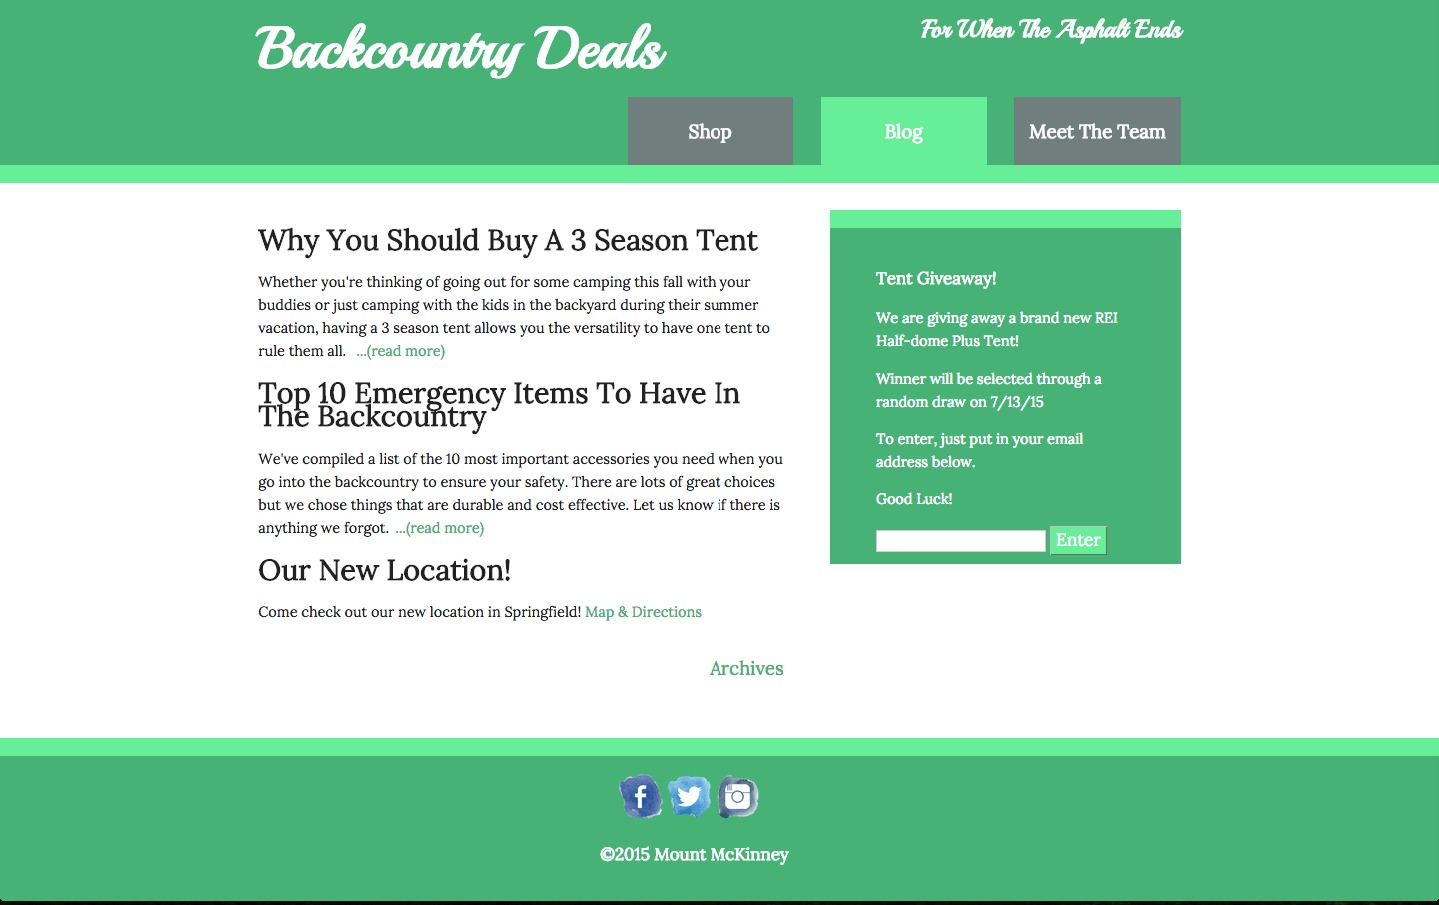 Backcountry Deals
For When The Asphalt Ends
Shop
Blog
Meet The Team
Why You Should Buy A 3 Season Tent
Whether you're thinking of going out for some camping this fall with your
buddies or just camping with the kids in the backyard during their summer
vacation, having a 3 season tent allows you the versatility to have one tent to
rule them all. ...(read more)
Top 10 Emergency Items To Have In
The Backcountry
We've compiled a list of the 10 most important accessories you need when you
go into the backcountry to ensure your safety. There are lots of great choices
but we chose things that are durable and cost effective. Let us know if there is
anything we forgot. ...(read more)
Our New Location!
Come check out our new location in Springfield! Map & Directions
Archives
Tent Giveaway!
We are giving away a brand new REI
Half-dome Plus Tent!
Winner will be selected through a
random draw on 7/13/15
To enter, just put in your email
address below.
Good Luck!
Enter
©2015 Mount McKinney